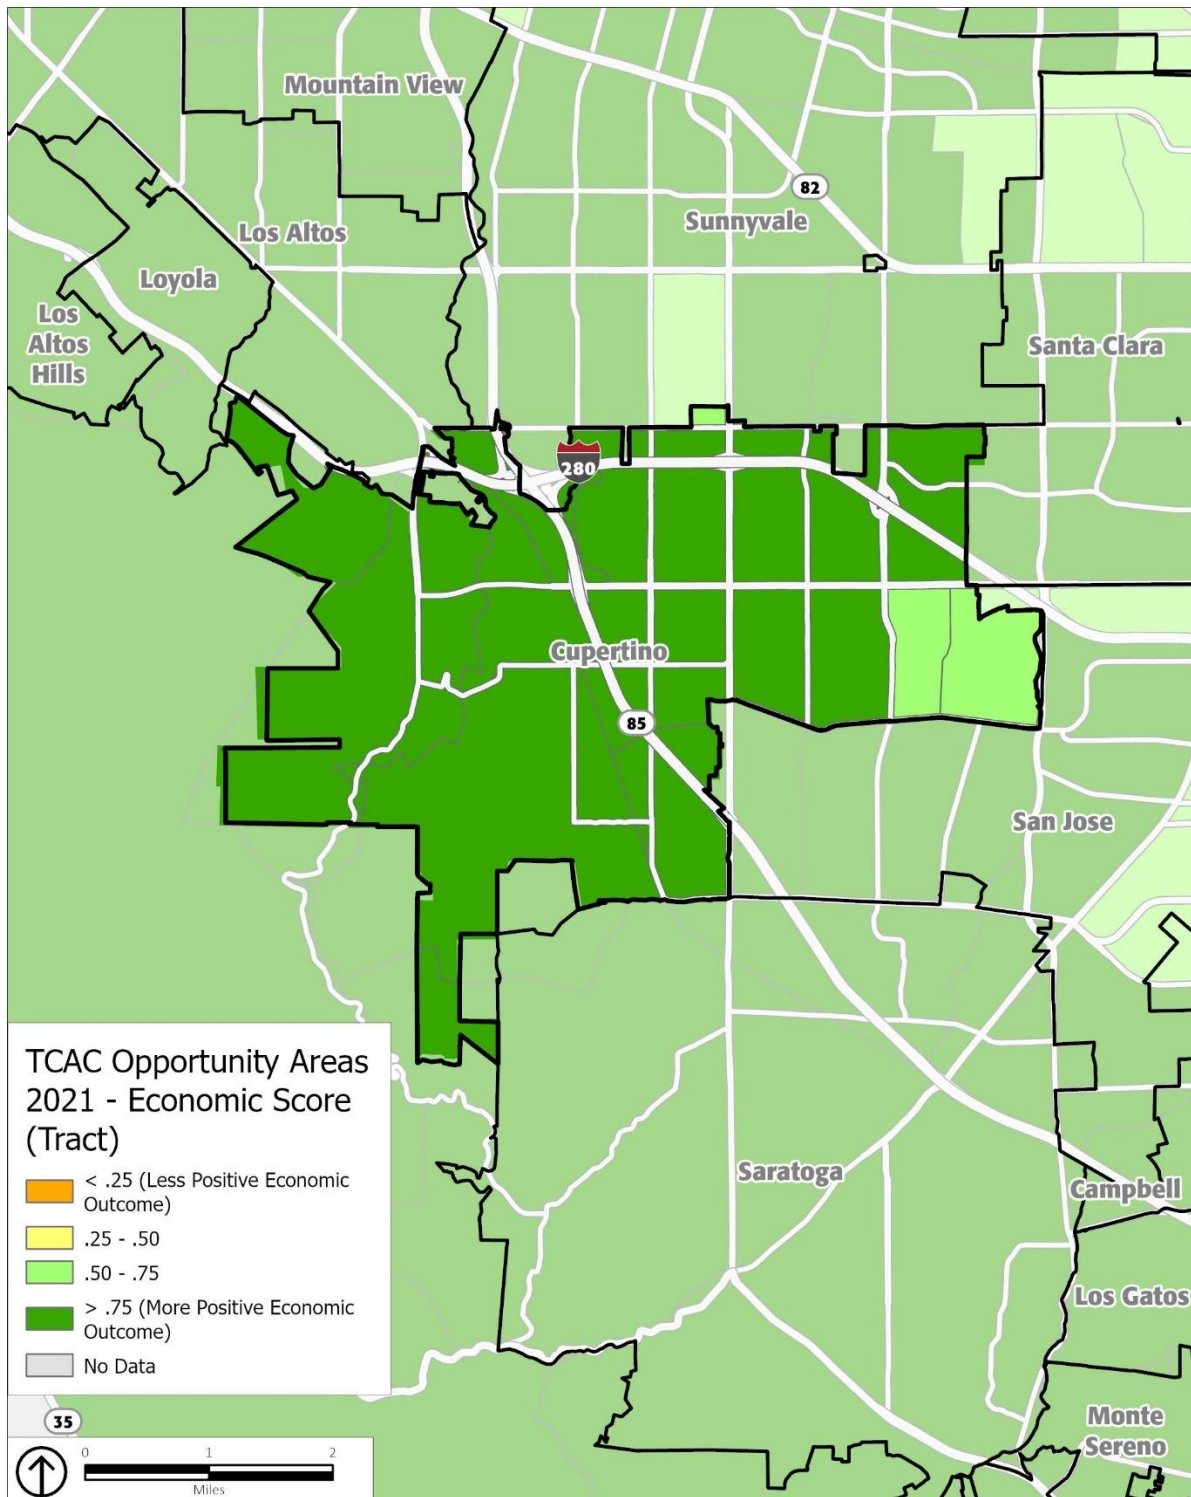 Mountain View
82
Sunnyvale
Los Altos
Loyola
Los
Altos
Hills
Santa Clara
280
Cupertino
85
San Jose
TCAC Opportunity Areas
2021 - Economic Score
(Tract)
< .25 (Less Positive Economic
Outcome)
.25 - .50
.50 - .75
> .75 (More Positive Economic
Outcome)
No Data
Saratoga
Campbell
Los Gatos
Monte
Sereno
35
0 1 2
Miles